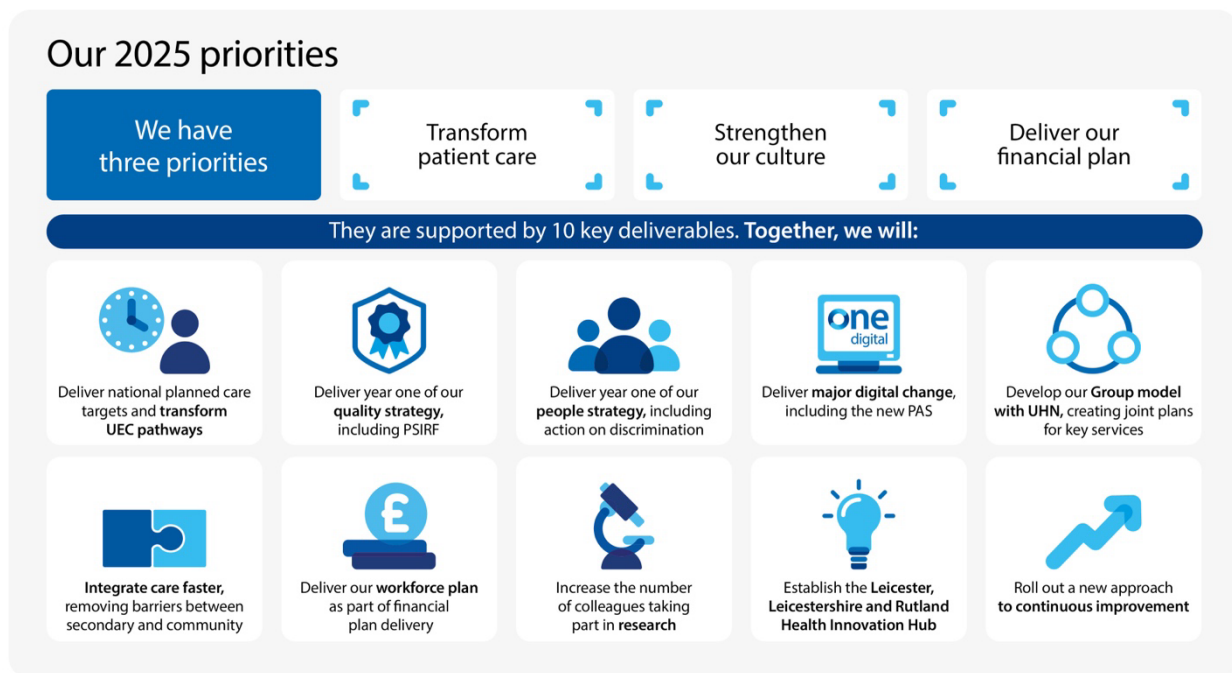 Our 2025 priorities
We have
three priorities
Transform
patient care
Strengthen
our culture
Deliver our
financial plan
They are supported by 10 key deliverables. Together, we will:
Deliver national planned care
targets and transform
UEC pathways
Deliver year one of our
quality strategy,
including PSIRF
Deliver year one of our
people strategy, including
action on discrimination
one
digital
Deliver major digital change,
including the new PAS
Develop our Group model
with UHN, creating joint plans
for key services
Integrate care faster,
removing barriers between
secondary and community
£
Deliver our workforce plan
as part of financial
plan delivery
Increase the number
of colleagues taking
part in research
Establish the Leicester,
Leicestershire and Rutland
Health Innovation Hub
Roll out a new approach
to continuous improvement